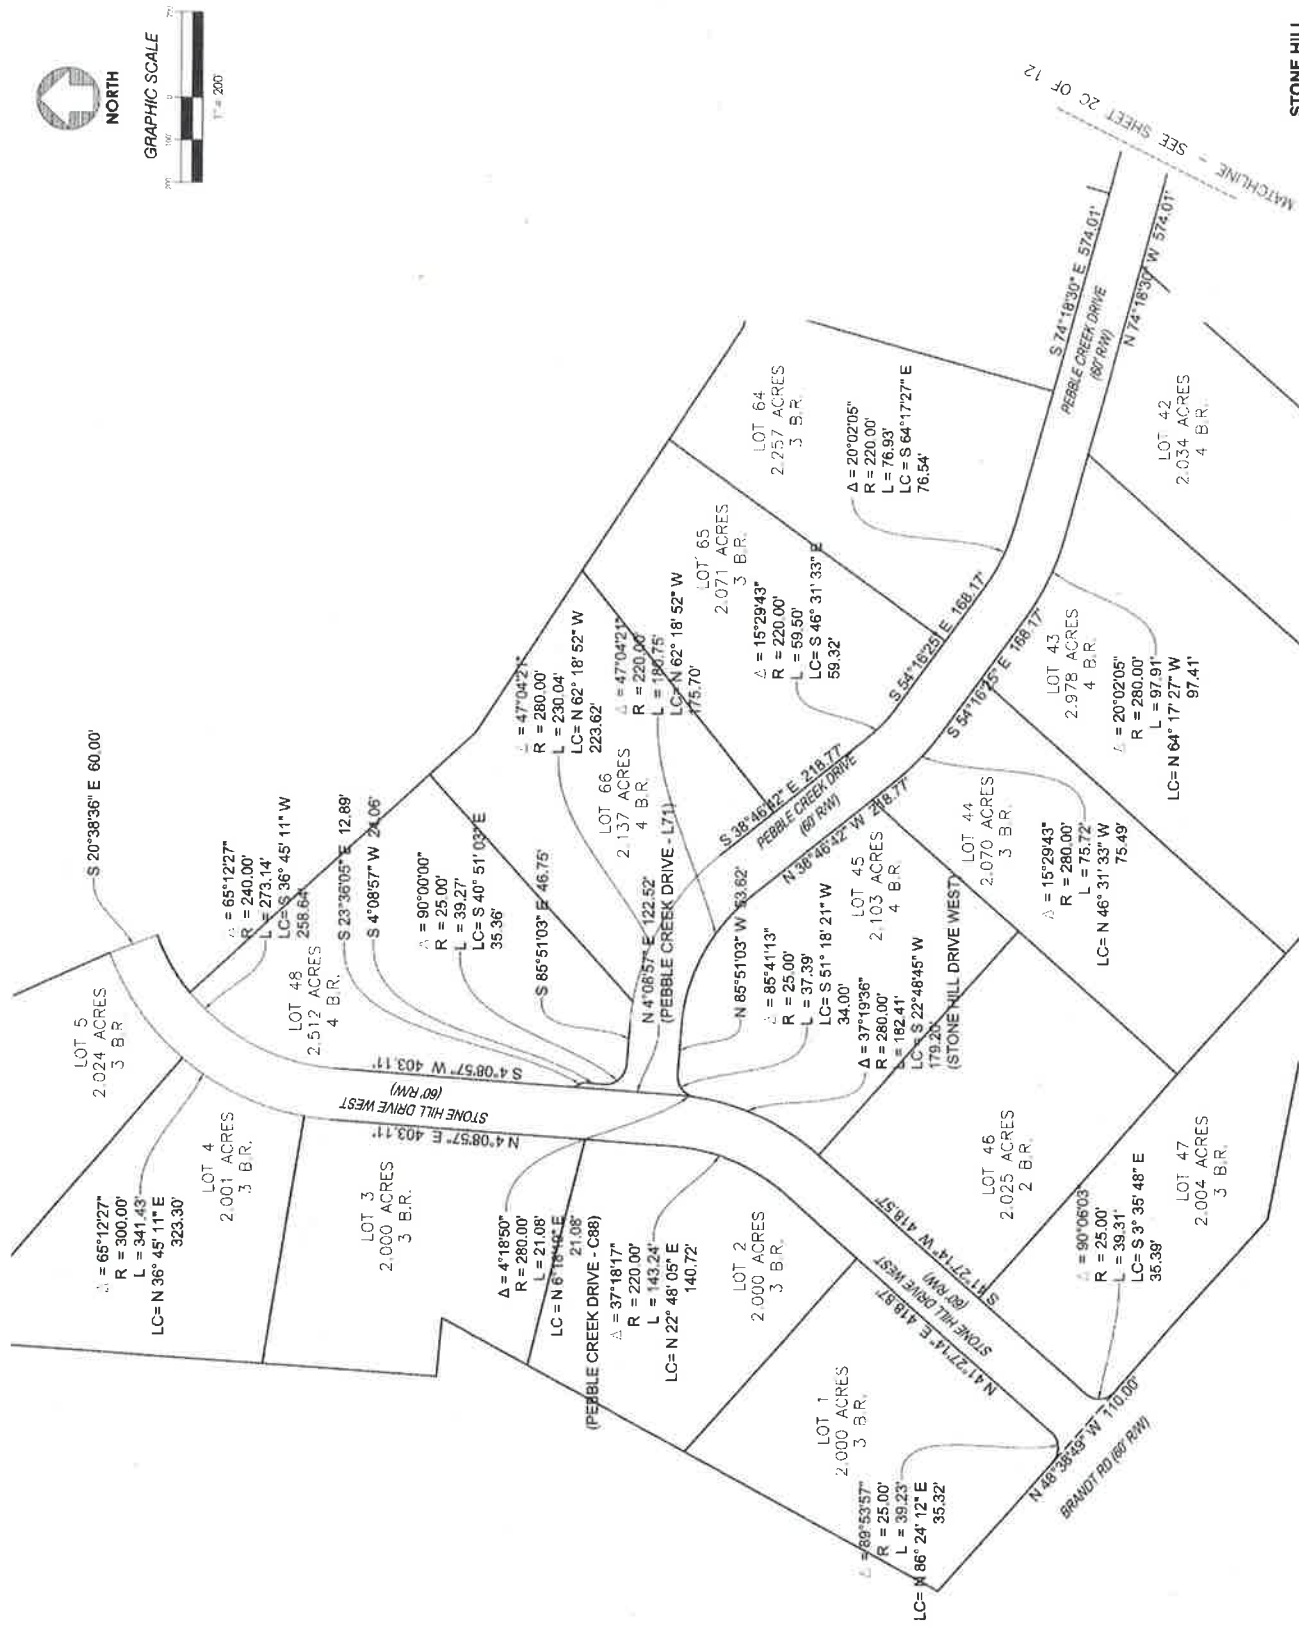 NORTH
GRAPHIC SCALE
200
100
0
200
1" = 200'
MATCHLINE - SEE SHEET 2C OF 12
STONE HILL
S 20°38'36" E 60.00'
LOT 5
2.024 ACRES
3 B.R
Δ = 65°12'27"
R = 240.00'
L = 273.14'
LC= S 36° 45' 11" W
258.64'
LOT 48
2.512 ACRES
4 B.R.
S 23°36'05" E 12.89'
S 4°08'57" W 24.06'
Δ = 90°00'00"
R = 25.00'
L = 39.27'
LC= S 40° 51' 03" E
35.36'
S 85°51'03" E 46.75'
Δ = 65°12'27"
R = 300.00'
L = 341.43'
LC= N 36° 45' 11" E
323.30'
LOT 4
2.001 ACRES
3 B.R.
S 4°08'57" W 403.11'
STONE HILL DRIVE WEST
(60' R/W)
N 4°08'57" E 403.11'
LOT 3
2.000 ACRES
3 B.R.
Δ = 47°04'21"
R = 280.00'
L = 230.04'
LC= N 62° 18' 52" W
223.62'
LOT 66
2.137 ACRES
4 B.R.
Δ = 47°04'21"
R = 220.00'
L = 180.75'
LC= N 62° 18' 52" W
175.70'
N 4°08'57" E 122.52'
(PEBBLE CREEK DRIVE - L71)
LOT 65
2.071 ACRES
3 B.R.
Δ = 15°29'43"
R = 220.00'
L = 59.50'
LC= S 46° 31' 33" E
59.32'
LOT 64
2.257 ACRES
3 B.R.
Δ = 20°02'05"
R = 220.00'
L = 76.93'
LC = S 64°17'27" E
76.54'
S 74°18'30" E 574.01'
PEBBLE CREEK DRIVE
(60' R/W)
N 74°18'30" W 574.01'
S 54°16'25" E 168.17'
S 54°16'25" E 168.17'
S 38°46'42" E 218.77'
PEBBLE CREEK DRIVE
(60' R/W)
N 38°46'42" W 218.77'
LOT 42
2.034 ACRES
4 B.R.
LOT 43
2.978 ACRES
4 B.R.
Δ = 20°02'05"
R = 280.00'
L = 97.91'
LC= N 64° 17' 27" W
97.41'
LOT 44
2.070 ACRES
3 B.R.
Δ = 15°29'43"
R = 280.00'
L = 75.72'
LC= N 46° 31' 33" W
75.49'
LOT 45
2.103 ACRES
4 B.R.
N 85°51'03" W 53.62'
Δ = 85°41'13"
R = 25.00'
L = 37.39'
LC= S 51° 18' 21" W
34.00'
Δ = 37°19'36"
R = 280.00'
L = 182.41'
LC= S 22°48'45" W
179.20'
(STONE HILL DRIVE WEST)
Δ = 4°18'50"
R = 280.00'
L = 21.08'
LC = N 6°18'19" E
21.08'
(PEBBLE CREEK DRIVE - C88)
Δ = 37°18'17"
R = 220.00'
L = 143.24'
LC= N 22° 48' 05" E
140.72'
LOT 2
2.000 ACRES
3 B.R.
LOT 46
2.025 ACRES
2 B.R.
LOT 47
2.004 ACRES
3 B.R.
S 41°27'14" W 418.57'
STONE HILL DRIVE WEST
(60' R/W)
N 41°27'14" E 418.87'
LOT 1
2.000 ACRES
3 B.R.
Δ = 90°06'03"
R = 25.00'
L = 39.31'
LC= S 3° 35' 48" E
35.39'
Δ = 89°53'57"
R = 25.00'
L = 39.23'
LC= N 86° 24' 12" E
35.32'
N 48°38'49" W 110.00'
BRANDT RD (60' R/W)